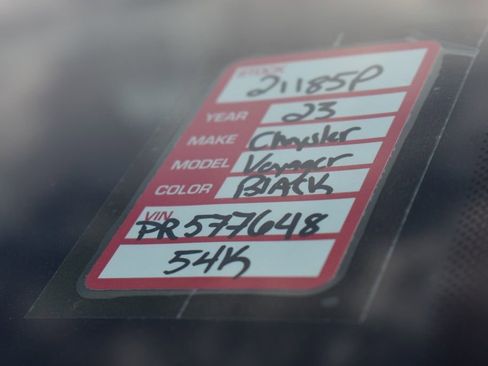 STOCK
21185P
YEAR 23
MAKE Chrysler
MODEL Voyager
COLOR BLACK
VIN
PR577648
54K